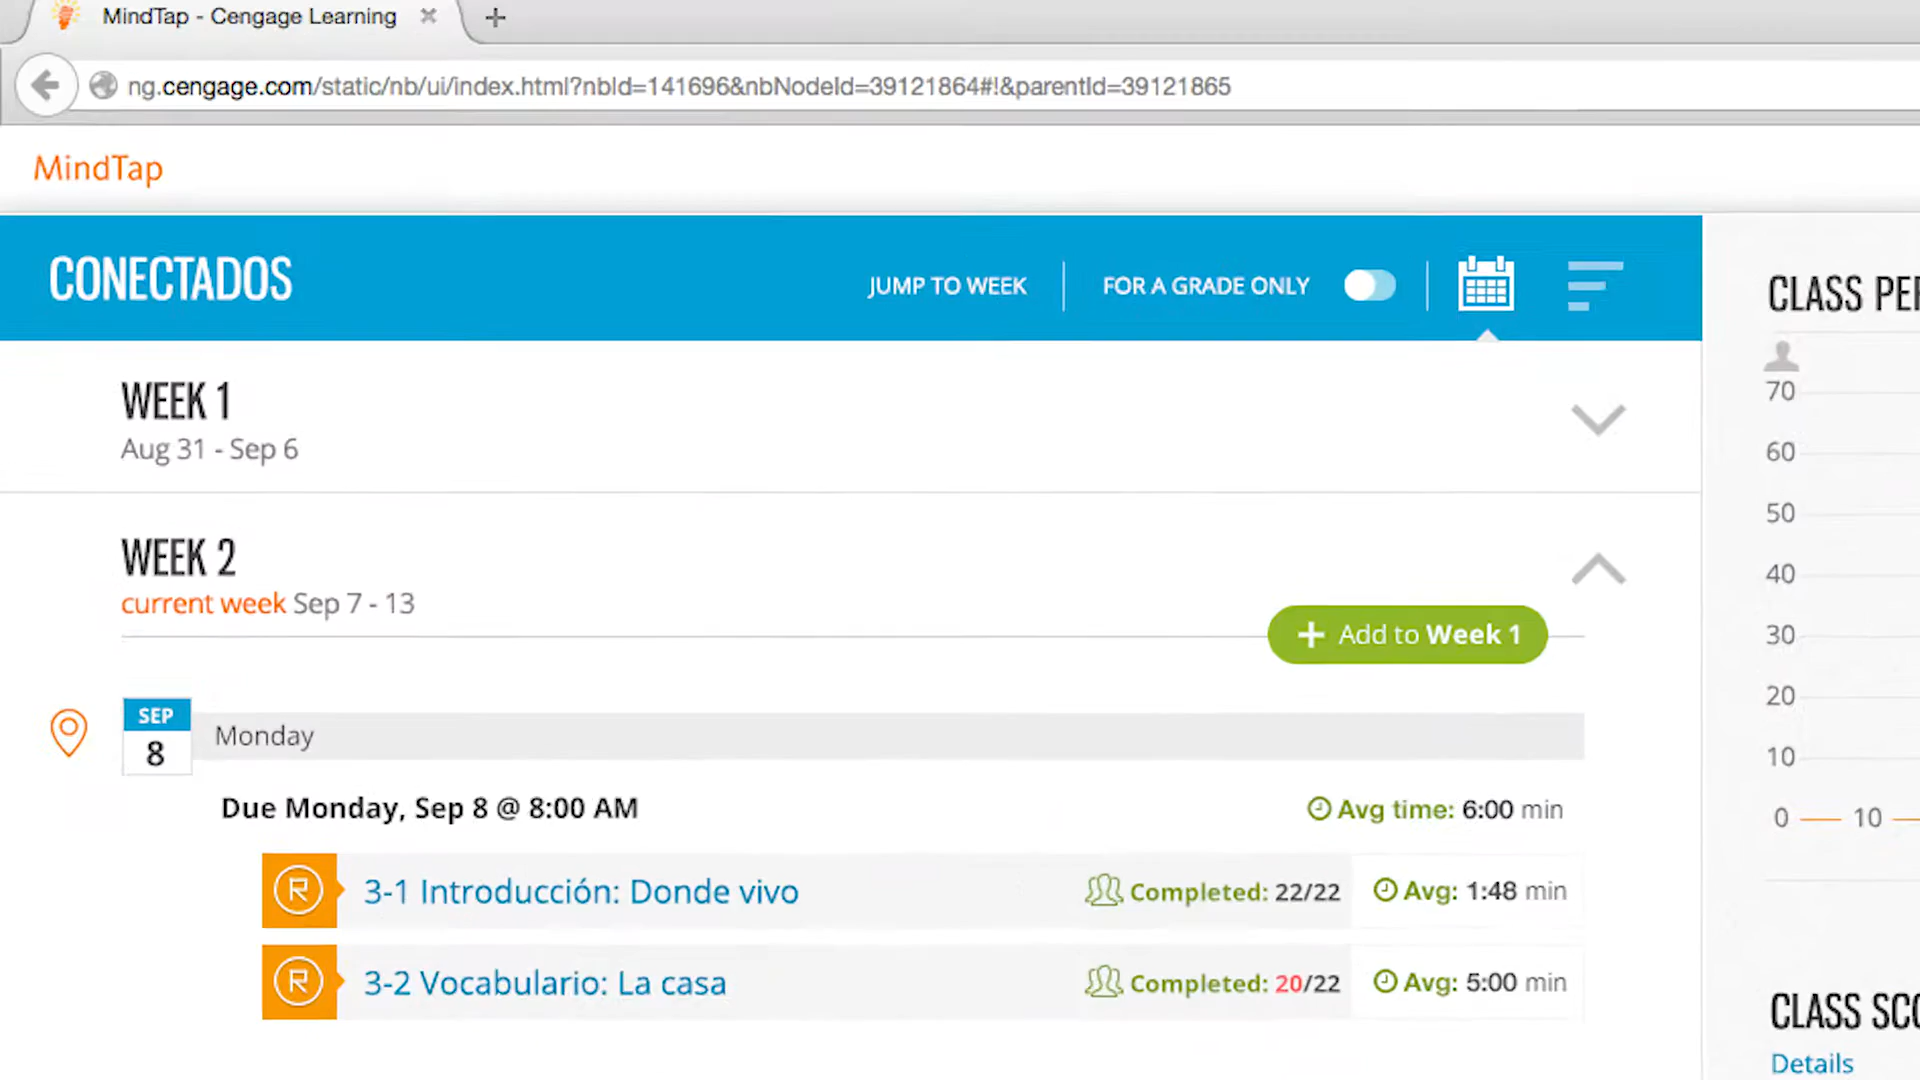 MindTap - Cengage Learning
ng.cengage.com/static/nb/ui/index.html?nbId=141696&nbNodeId=39121864#!&parentId=39121865
MindTap
CONECTADOS
JUMP TO WEEK
FOR A GRADE ONLY
WEEK 1
Aug 31 - Sep 6
WEEK 2
current week Sep 7 - 13
+ Add to Week 1
SEP
8
Monday
Due Monday, Sep 8 @ 8:00 AM
Avg time: 6:00 min
R
3-1 Introducción: Donde vivo
Completed: 22/22
Avg: 1:48 min
R
3-2 Vocabulario: La casa
Completed: 20/22
Avg: 5:00 min
CLASS PE
70
60
50
40
30
20
10
0
10
CLASS SC
Details